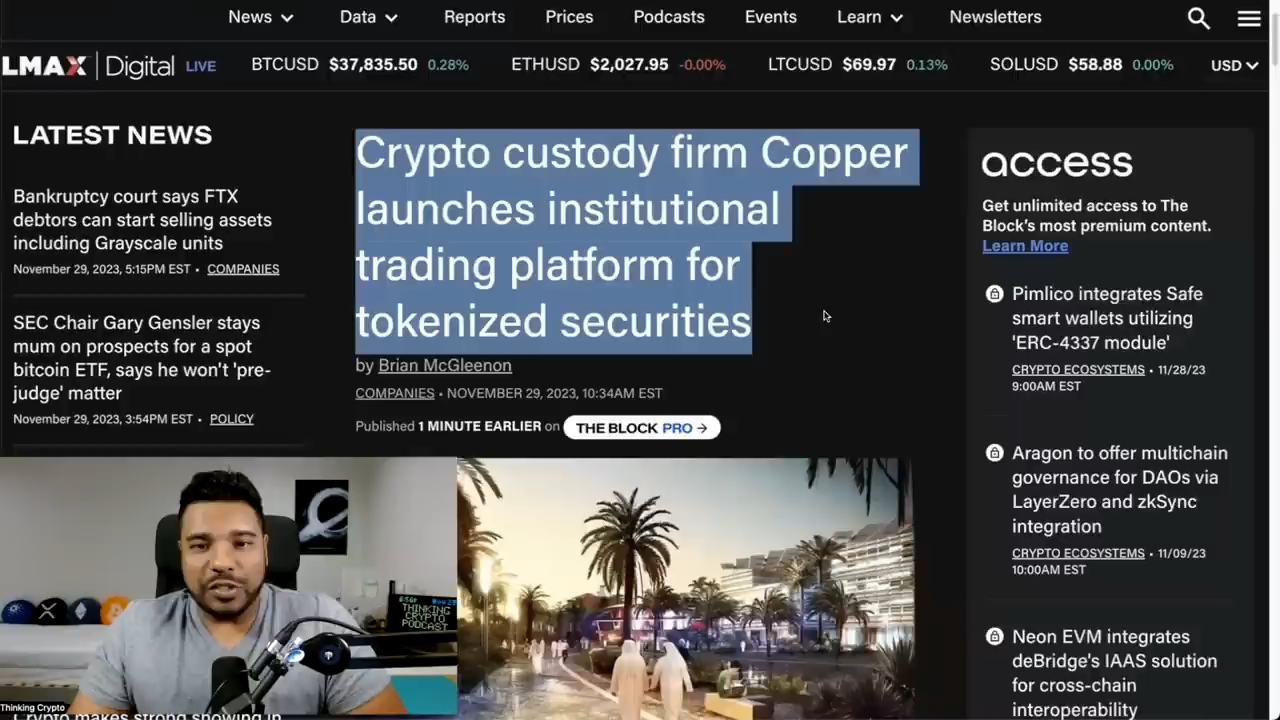 News
Data
Reports
Prices
Podcasts
Events
Learn
Newsletters
LMAX Digital LIVE
BTCUSD $37,835.50 0.28%
ETHUSD $2,027.95 -0.00%
LTCUSD $69.97 0.13%
SOLUSD $58.88 0.00%
USD
LATEST NEWS
Bankruptcy court says FTX
debtors can start selling assets
including Grayscale units
November 29, 2023, 5:15PM EST • COMPANIES
SEC Chair Gary Gensler stays
mum on prospects for a spot
bitcoin ETF, says he won't 'pre-
judge' matter
November 29, 2023, 3:54PM EST • POLICY
Crypto custody firm Copper
launches institutional
trading platform for
tokenized securities
by Brian McGleenon
COMPANIES • NOVEMBER 29, 2023, 10:34AM EST
Published 1 MINUTE EARLIER on THE BLOCK PRO →
access
Get unlimited access to The
Block's most premium content.
Learn More
Pimlico integrates Safe
smart wallets utilizing
'ERC-4337 module'
CRYPTO ECOSYSTEMS • 11/28/23
9:00AM EST
Aragon to offer multichain
governance for DAOs via
LayerZero and zkSync
integration
CRYPTO ECOSYSTEMS • 11/09/23
10:00AM EST
Neon EVM integrates
deBridge's IAAS solution
for cross-chain
interoperability
THINKING
CRYPTO
PODCAST
Thinking Crypto
Crypto makes strong showing in